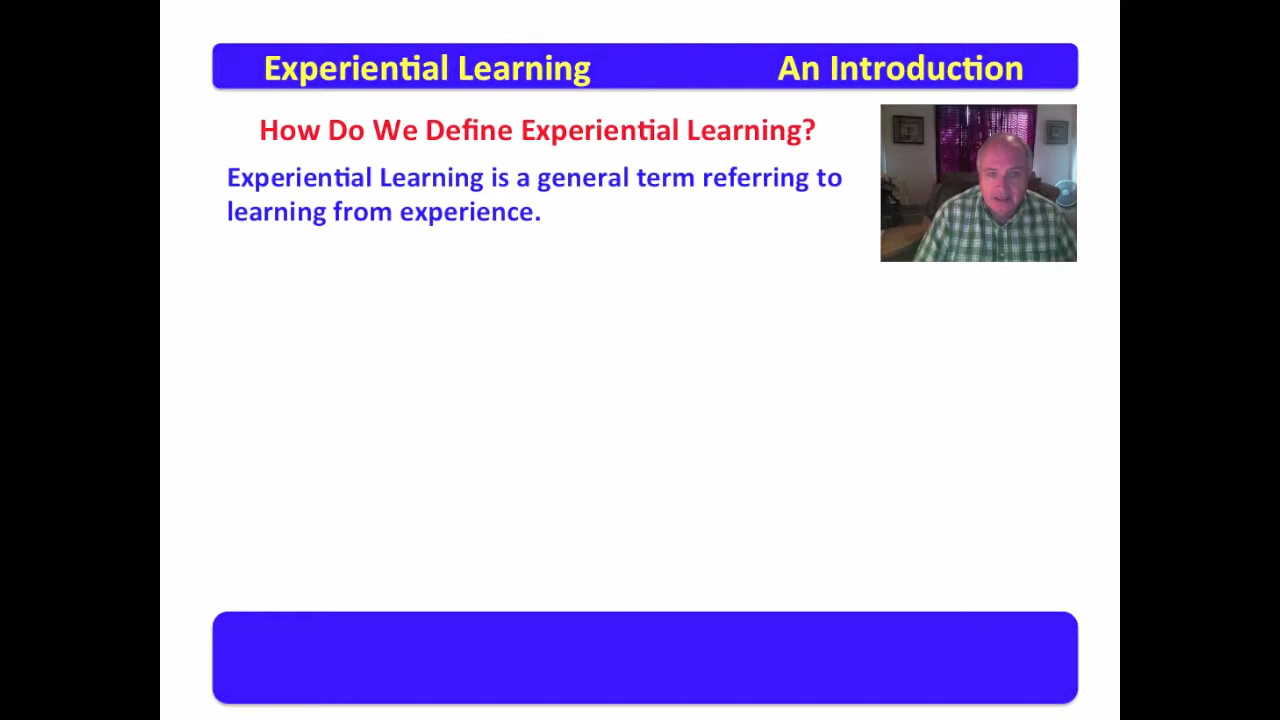 Experiential Learning An Introduction
How Do We Define Experiential Learning?
Experiential Learning is a general term referring to
learning from experience.